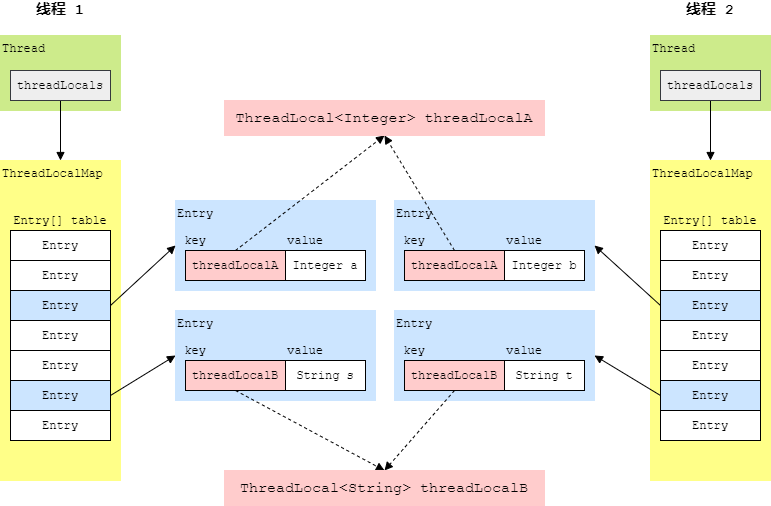 线程 1
线程 2
Thread
threadLocals
Thread
threadLocals
ThreadLocal<Integer> threadLocalA
ThreadLocalMap
Entry[] table
Entry
Entry
Entry
Entry
Entry
Entry
Entry
Entry
key value
threadLocalA Integer a
Entry
key value
threadLocalA Integer b
Entry
key value
threadLocalB String s
Entry
key value
threadLocalB String t
ThreadLocalMap
Entry[] table
Entry
Entry
Entry
Entry
Entry
Entry
Entry
ThreadLocal<String> threadLocalB